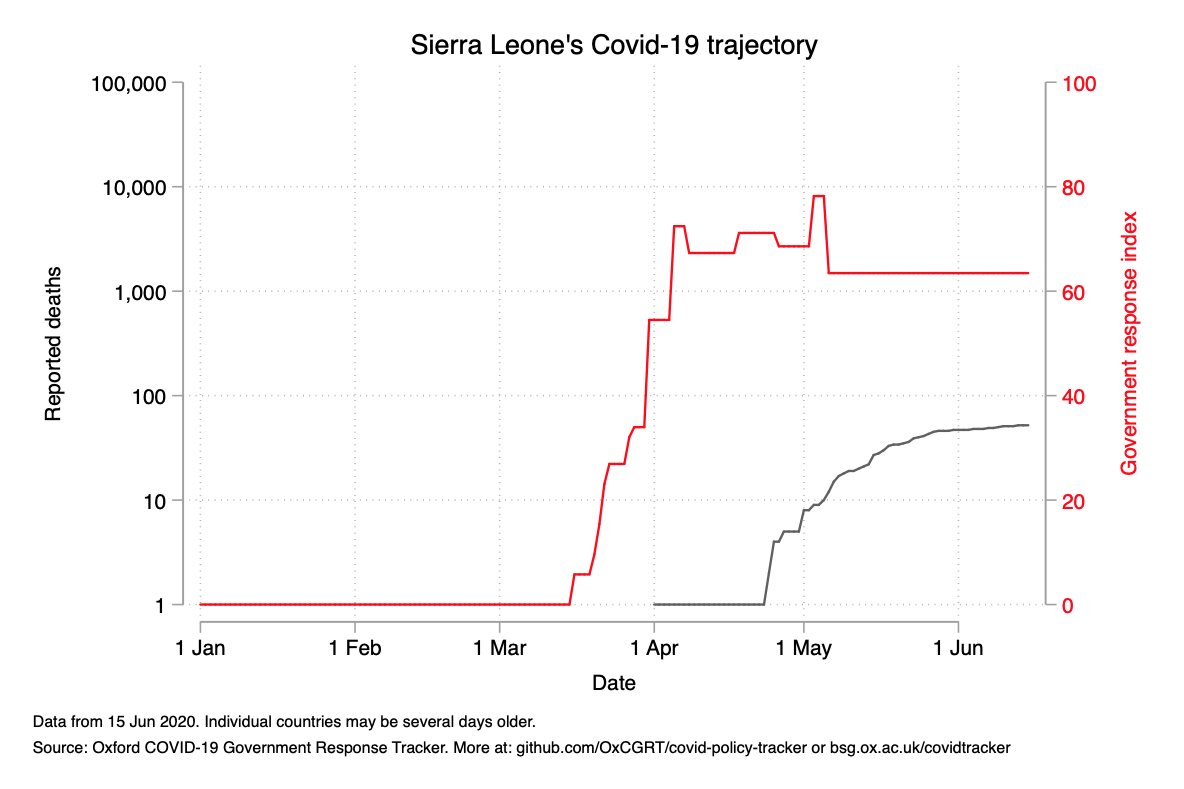 Sierra Leone's Covid-19 trajectory
100,000
10,000
1,000
100
10
1
Reported deaths
100
80
60
40
20
0
Government response index
1 Jan
1 Feb
1 Mar
1 Apr
1 May
1 Jun
Date
Data from 15 Jun 2020. Individual countries may be several days older.
Source: Oxford COVID-19 Government Response Tracker. More at: github.com/OxCGRT/covid-policy-tracker or bsg.ox.ac.uk/covidtracker